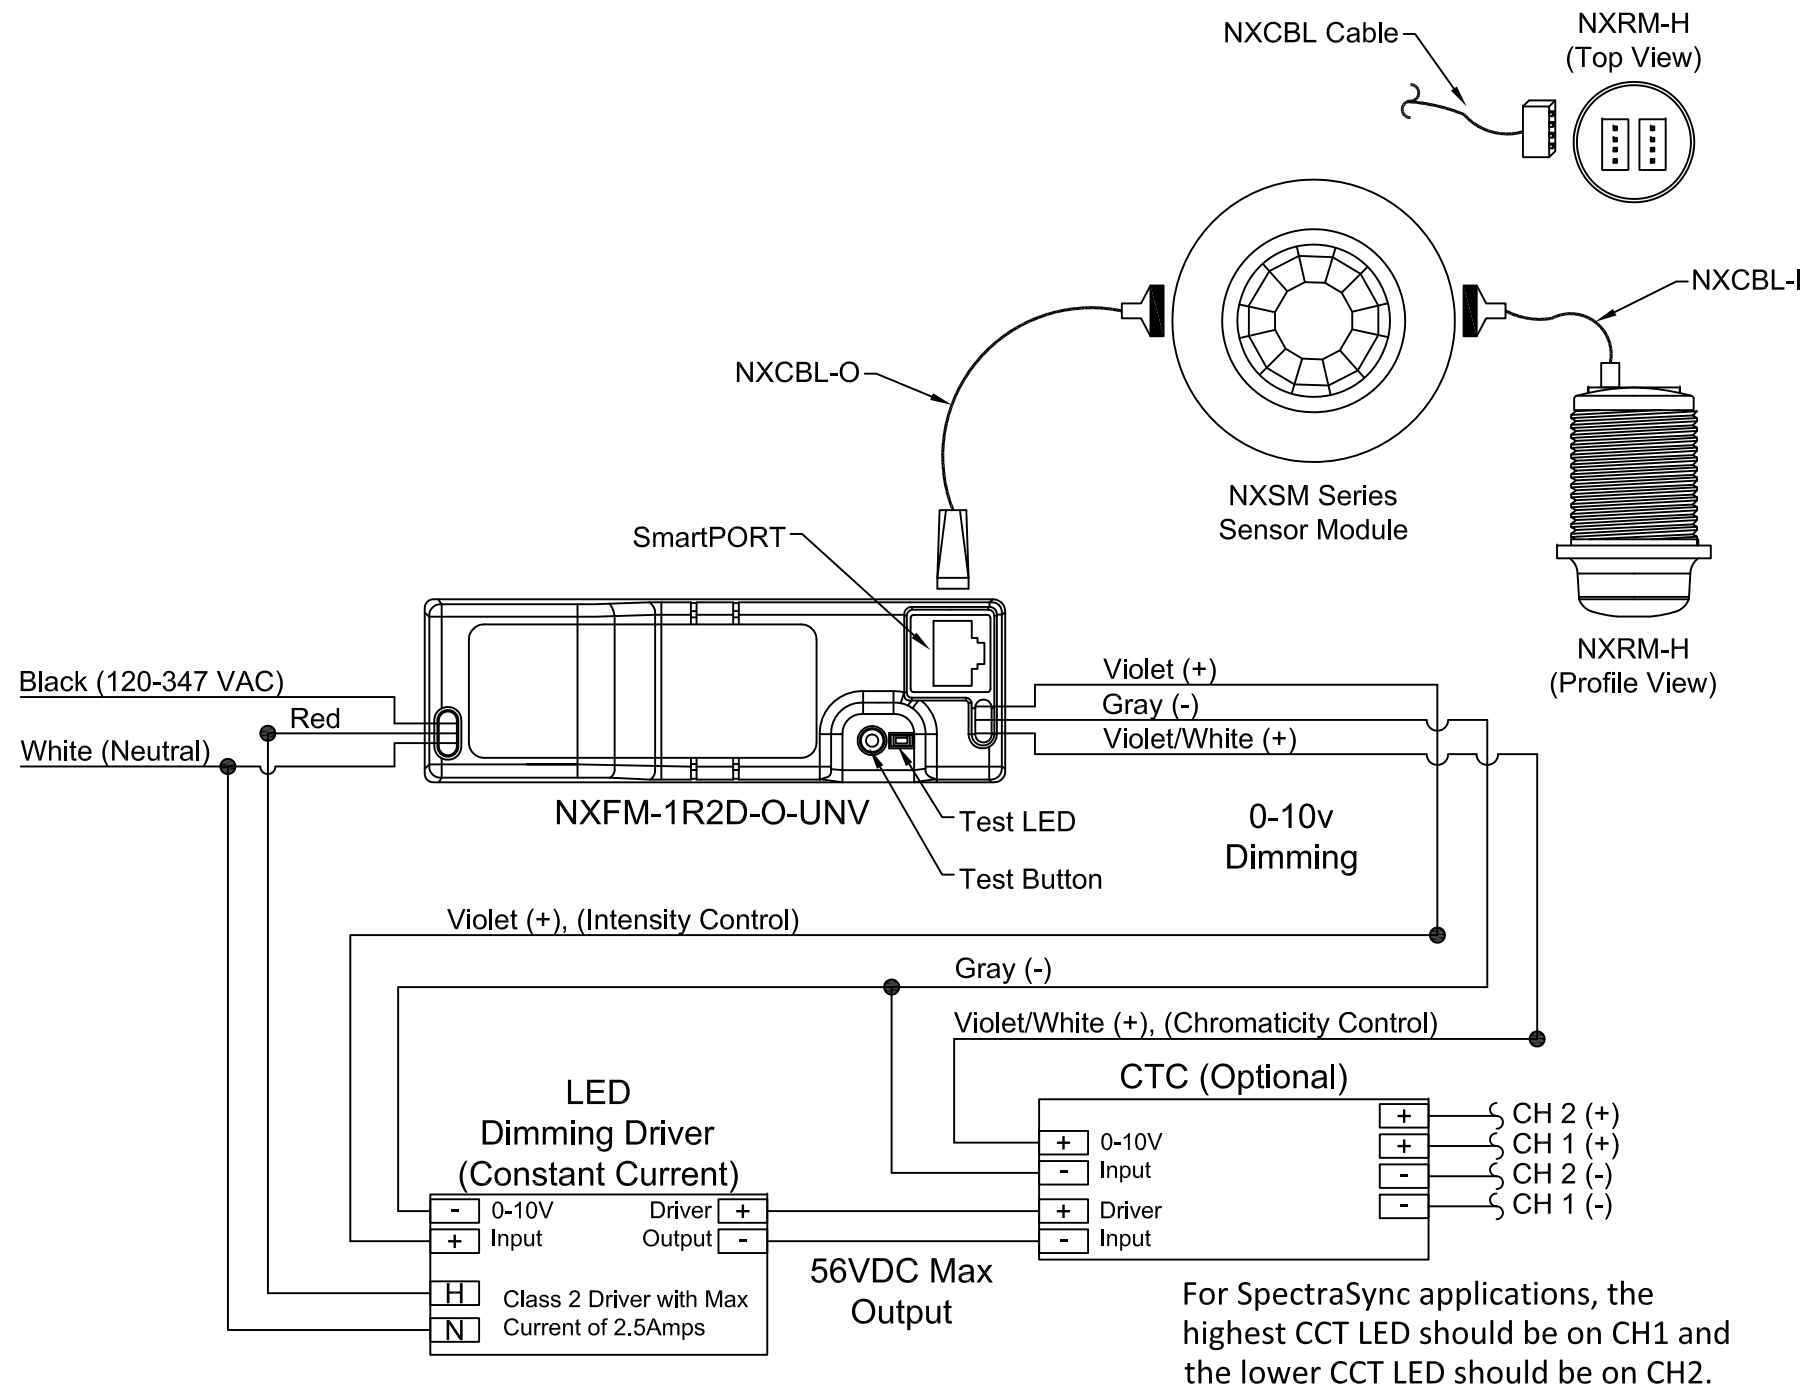 NXCBL Cable
NXRM-H
(Top View)
NXCBL-I
NXCBL-O
NXSM Series
Sensor Module
SmartPORT
NXRM-H
(Profile View)
Black (120-347 VAC)
Red
White (Neutral)
Violet (+)
Gray (-)
Violet/White (+)
NXFM-1R2D-O-UNV
Test LED
Test Button
0-10v
Dimming
Violet (+), (Intensity Control)
Gray (-)
Violet/White (+), (Chromaticity Control)
LED
Dimming Driver
(Constant Current)
- 0-10V
+ Input
Driver +
Output -
H
N
Class 2 Driver with Max
Current of 2.5Amps
56VDC Max
Output
CTC (Optional)
+ 0-10V
- Input
+ Driver
- Input
+ CH 2 (+)
+ CH 1 (+)
- CH 2 (-)
- CH 1 (-)
For SpectraSync applications, the
highest CCT LED should be on CH1 and
the lower CCT LED should be on CH2.